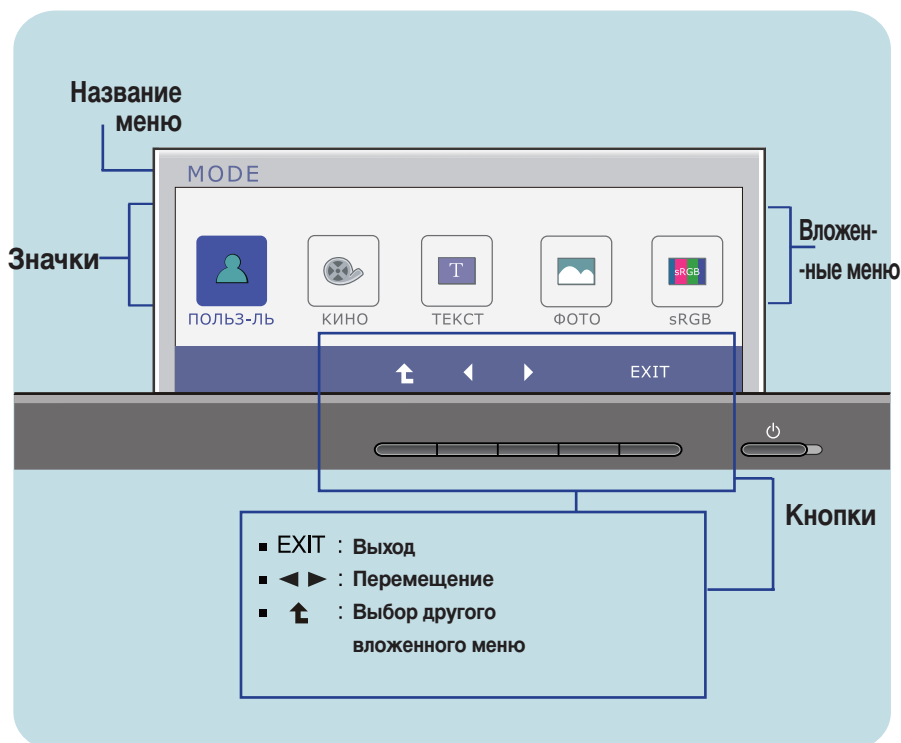 Название
меню
MODE
Значки
Вложен-
-ные меню
T
sRGB
ПОЛЬЗ-ЛЬ КИНО ТЕКСТ ФОТО sRGB
EXIT
Кнопки
EXIT : Выход
: Перемещение
: Выбор другого
вложенного меню